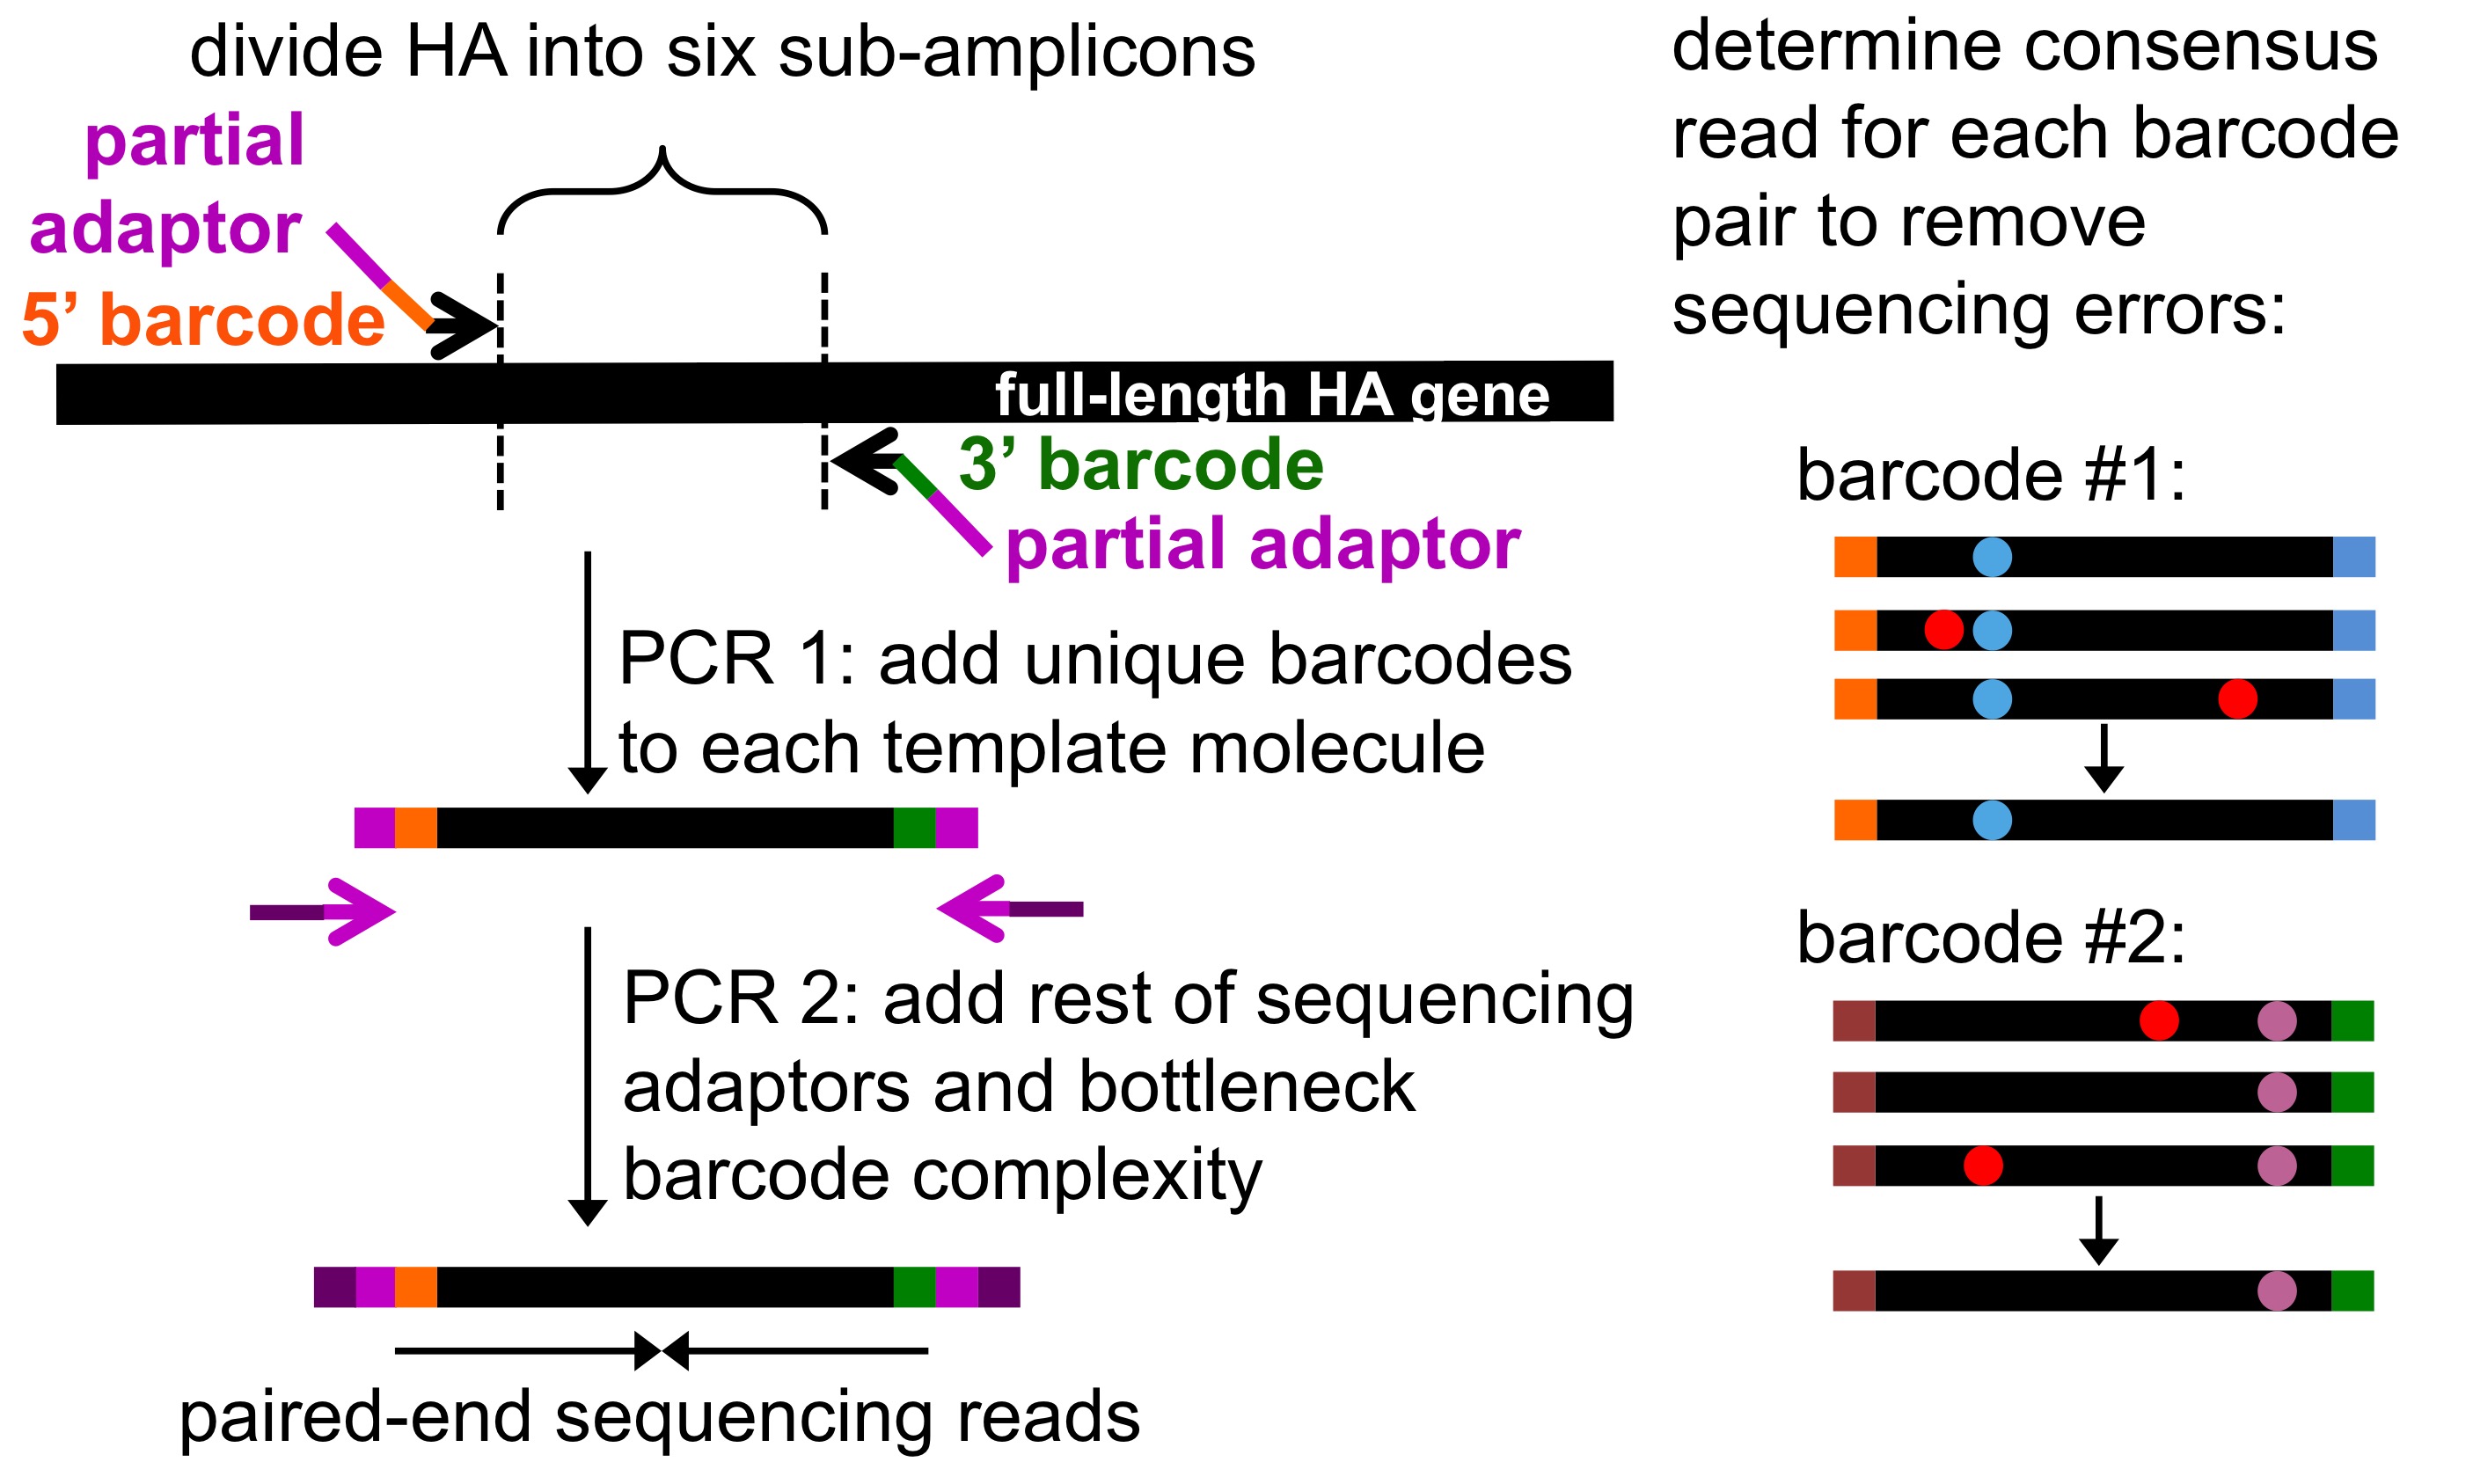 divide HA into six sub-amplicons
partial
adaptor
5’ barcode
full-length HA gene
3’ barcode
partial adaptor
PCR 1: add unique barcodes
to each template molecule
PCR 2: add rest of sequencing
adaptors and bottleneck
barcode complexity
paired-end sequencing reads
determine consensus
read for each barcode
pair to remove
sequencing errors:
barcode #1:
barcode #2: